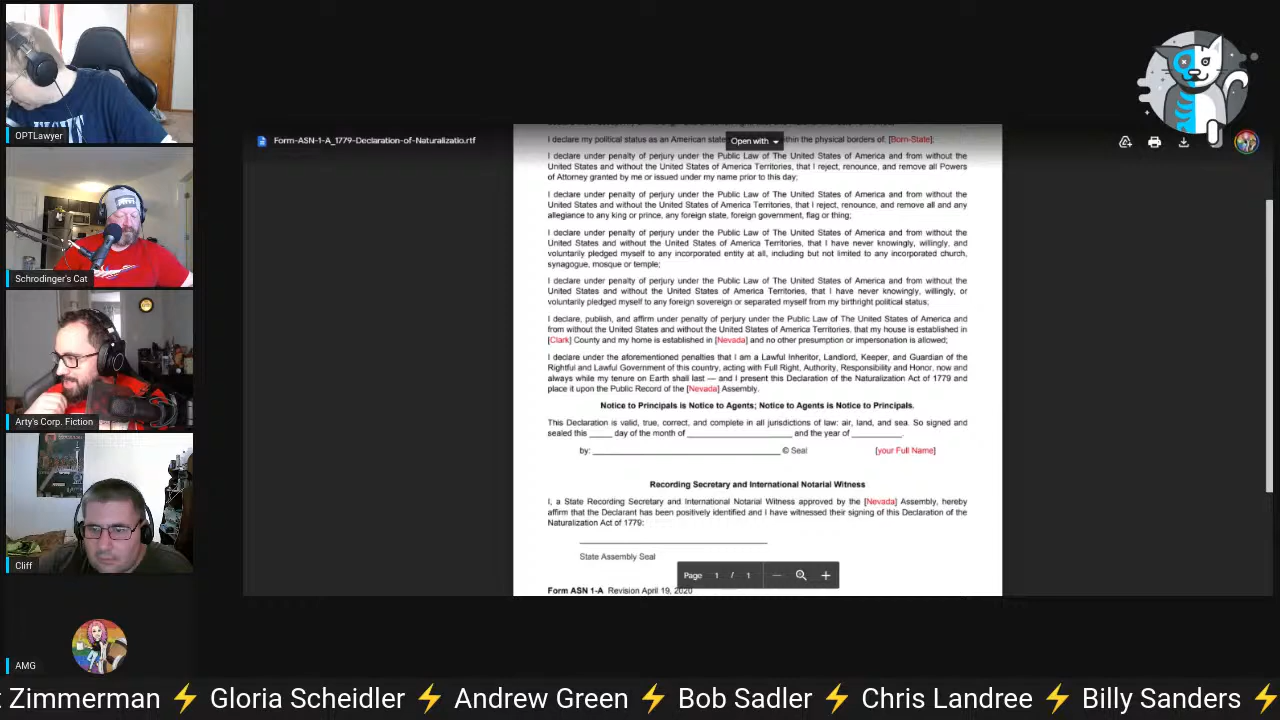 OPTLawyer
Schrodinger's Cat
Arty's Corp. Fiction
Cliff
AMG
Form-ASN-1-A_1779-Declaration-of-Naturalizatio.rtf
Open with
I declare my political status as an American state within the physical borders of, [Born-State];
I declare under penalty of perjury under the Public Law of The United States of America and from without the
United States and without the United States of America Territories, that I reject, renounce, and remove all Powers
of Attorney granted by me or issued under my name prior to this day;
I declare under penalty of perjury under the Public Law of The United States of America and from without the
United States and without the United States of America Territories, that I reject, renounce, and remove all and any
allegiance to any king or prince, any foreign state, foreign government, flag or thing;
I declare under penalty of perjury under the Public Law of The United States of America and from without the
United States and without the United States of America Territories, that I have never knowingly, willingly, and
voluntarily pledged myself to any incorporated entity at all, including but not limited to any incorporated church,
synagogue, mosque or temple;
I declare under penalty of perjury under the Public Law of The United States of America and from without the
United States and without the United States of America Territories, that I have never knowingly, willingly, or
voluntarily pledged myself to any foreign sovereign or separated myself from my birthright political status;
I declare, publish, and affirm under penalty of perjury under the Public Law of The United States of America and
from without the United States and without the United States of America Territories, that my house is established in
[Clark] County and my home is established in [Nevada] and no other presumption or impersonation is allowed;
I declare under the aforementioned penalties that I am a Lawful Inheritor, Landlord, Keeper, and Guardian of the
Rightful and Lawful Government of this country, acting with Full Right, Authority, Responsibility and Honor, now and
always while my tenure on Earth shall last — and I present this Declaration of the Naturalization Act of 1779 and
place it upon the Public Record of the [Nevada] Assembly.
Notice to Principals is Notice to Agents; Notice to Agents is Notice to Principals.
This Declaration is valid, true, correct, and complete in all jurisdictions of law: air, land, and sea. So signed and
sealed this _____ day of the month of ____________________ and the year of __________.
by: ___________________________________ © Seal [your Full Name]
Recording Secretary and International Notarial Witness
I, a State Recording Secretary and International Notarial Witness approved by the [Nevada] Assembly, hereby
affirm that the Declarant has been positively identified and I have witnessed their signing of this Declaration of the
Naturalization Act of 1779:
State Assembly Seal
Page 1 / 1
Form ASN 1-A Revision April 19, 2020
Zimmerman ⚡ Gloria Scheidler ⚡ Andrew Green ⚡ Bob Sadler ⚡ Chris Landree ⚡ Billy Sanders ⚡